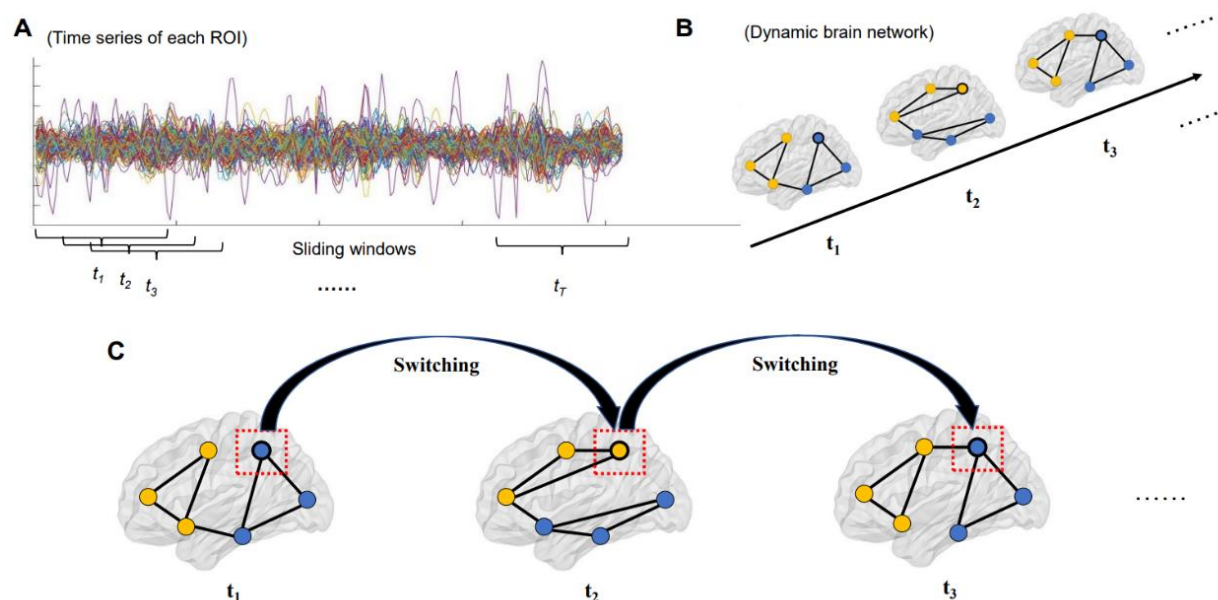 A
(Time series of each ROI)
t1 t2 t3
Sliding windows
......
tT
B
(Dynamic brain network)
......
......
t1
t2
t3
C
Switching
Switching
......
t1
t2
t3